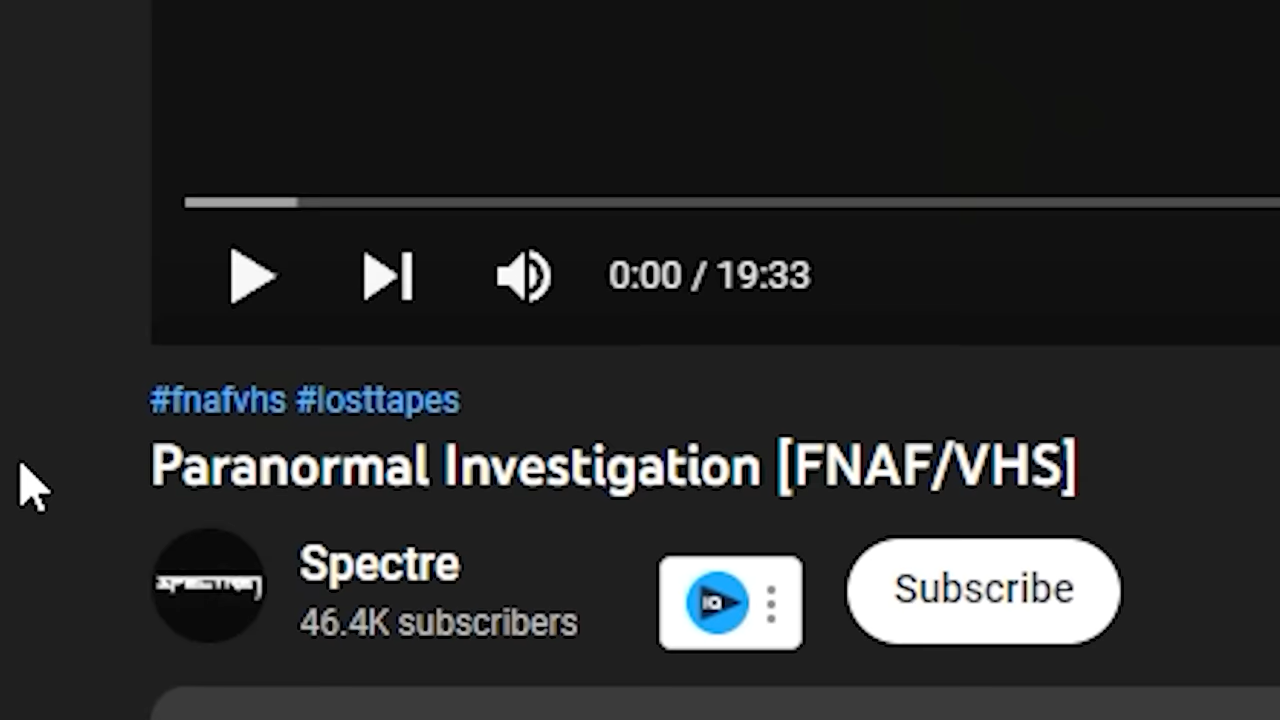 0:00 / 19:33
#fnafvhs #losttapes
Paranormal Investigation [FNAF/VHS]
Spectre
46.4K subscribers
Subscribe